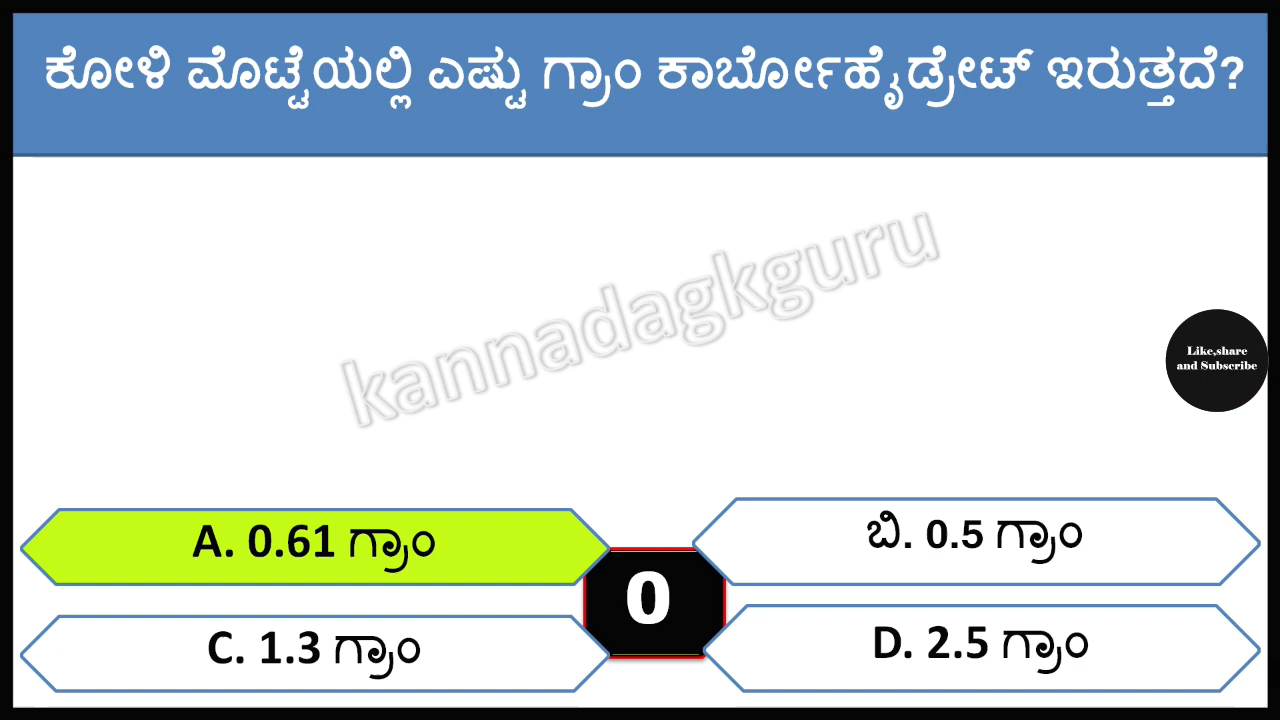 ಕೋಳಿ ಮೊಟ್ಟೆಯಲ್ಲಿ ಎಷ್ಟು ಗ್ರಾಂ ಕಾರ್ಬೋಹೈಡ್ರೇಟ್ ಇರುತ್ತದೆ?
kannadagkguru
Like,share
and Subscribe
A. 0.61 ಗ್ರಾಂ
ಬಿ. 0.5 ಗ್ರಾಂ
0
C. 1.3 ಗ್ರಾಂ
D. 2.5 ಗ್ರಾಂ